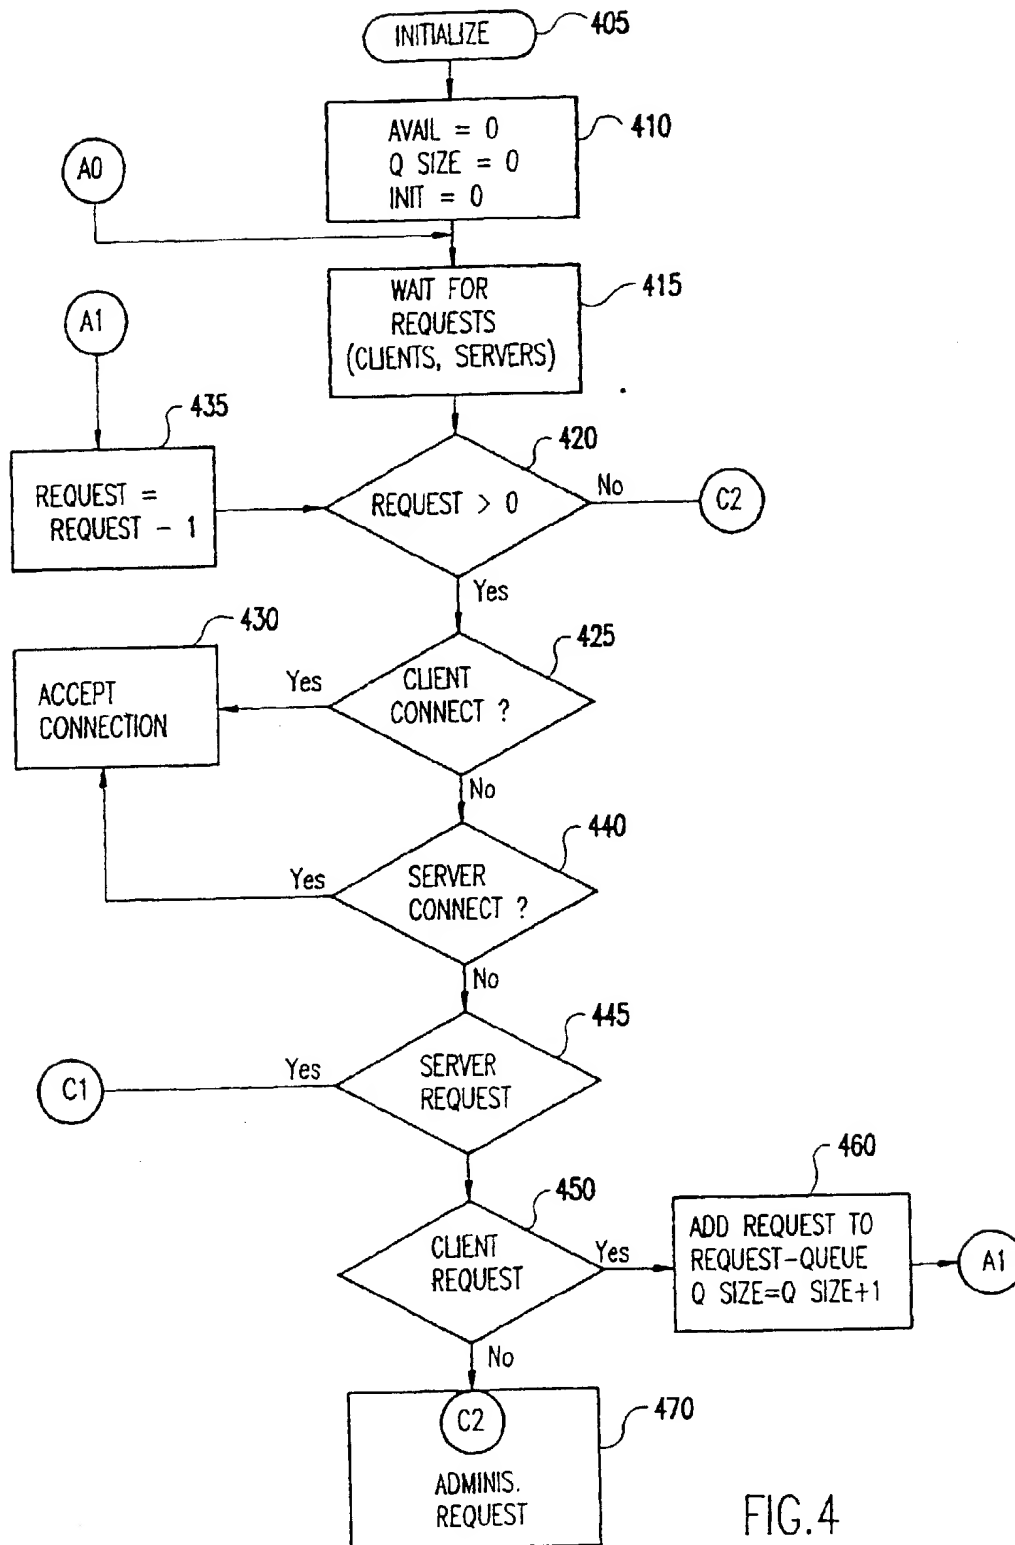 INITIALIZE
405
AVAIL = 0
Q SIZE = 0
INIT = 0
410
A0
WAIT FOR
REQUESTS
(CLIENTS, SERVERS)
415
A1
435
REQUEST =
REQUEST - 1
420
REQUEST > 0
No
C2
Yes
430
ACCEPT
CONNECTION
425
Yes
CLIENT
CONNECT ?
No
440
Yes
SERVER
CONNECT ?
No
445
C1
Yes
SERVER
REQUEST
450
CLIENT
REQUEST
Yes
460
ADD REQUEST TO
REQUEST-QUEUE
Q SIZE=Q SIZE+1
A1
No
C2
470
ADMINIS.
REQUEST
FIG.4